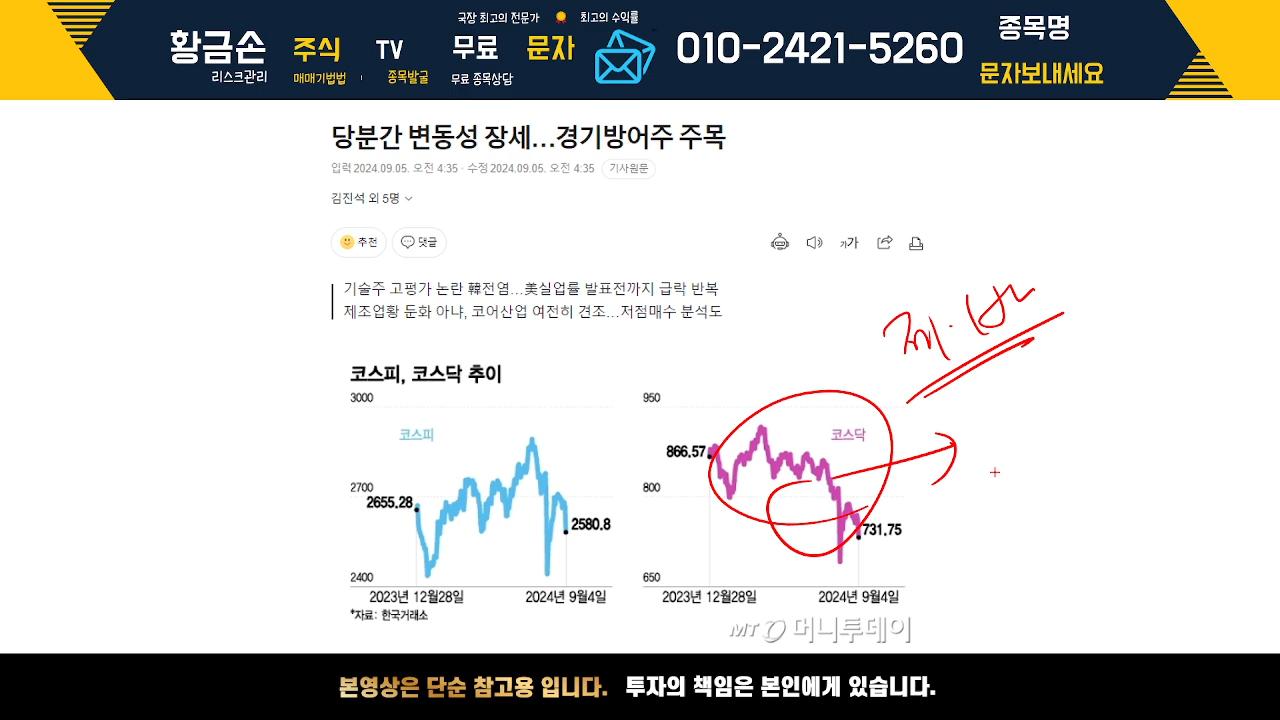 국장 최고의 전문가 최고의 수익률
황금손 주식 TV 무료 문자 010-2421-5260 종목명
리스크관리 매매기법법 종목발굴 무료 종목상담 문자보내세요
당분간 변동성 장세...경기방어주 주목
입력 2024.09.05. 오전 4:35 · 수정 2024.09.05. 오전 4:35 기사원문
김진석 외 5명
추천 댓글 가가
기술주 고평가 논란 韓전염...美실업률 발표전까지 급락 반복
제조업황 둔화 아냐, 코어산업 여전히 견조...저점매수 분석도
코스피, 코스닥 추이
3000
코스피
2700
2655.28
2580.8
2400
2023년 12월28일 2024년 9월4일
*자료: 한국거래소
950
코스닥
866.57
800
731.75
650
2023년 12월28일 2024년 9월4일
MT 머니투데이
본영상은 단순 참고용 입니다. 투자의 책임은 본인에게 있습니다.